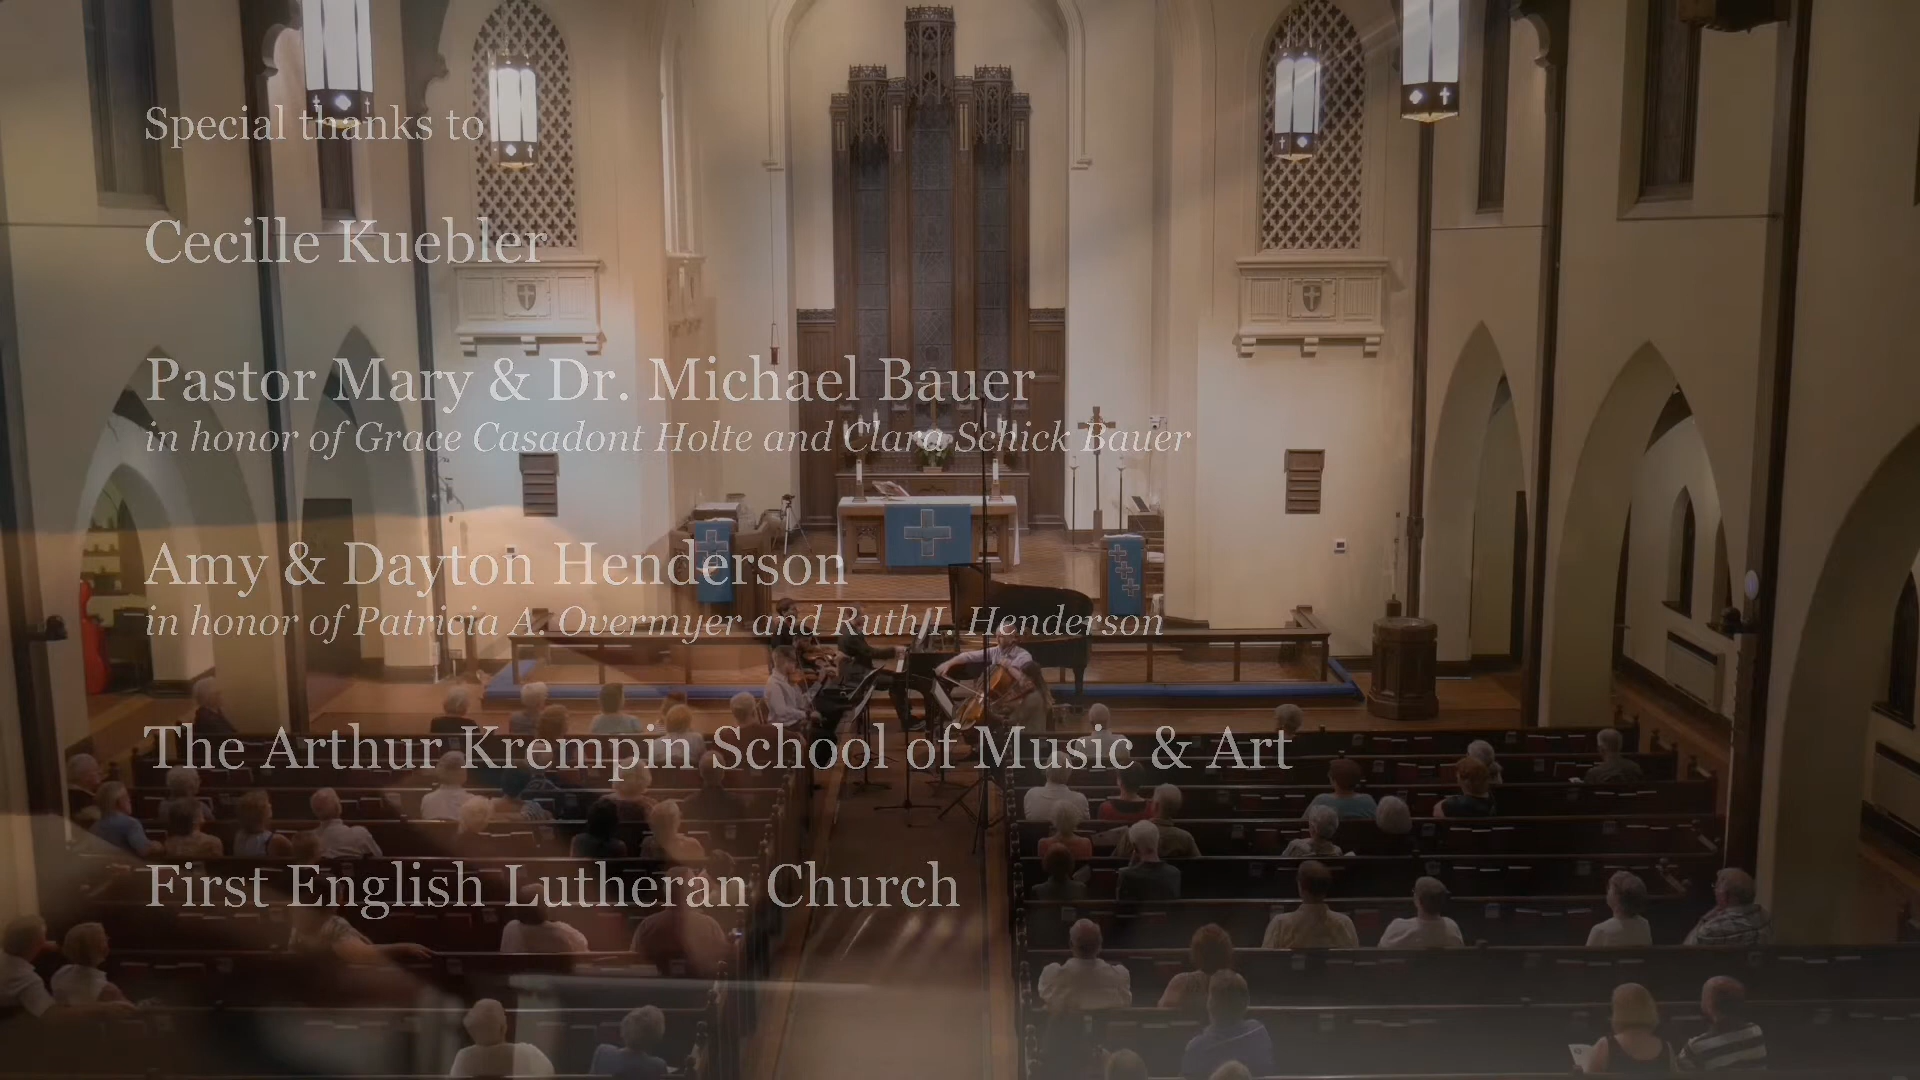 Special thanks to
Cecille Kuebler
Pastor Mary & Dr. Michael Bauer
in honor of Grace Casadont Holte and Clara Schick Bauer
Amy & Dayton Henderson
in honor of Patricia A. Overmyer and Ruth I. Henderson
The Arthur Krempin School of Music & Art
First English Lutheran Church